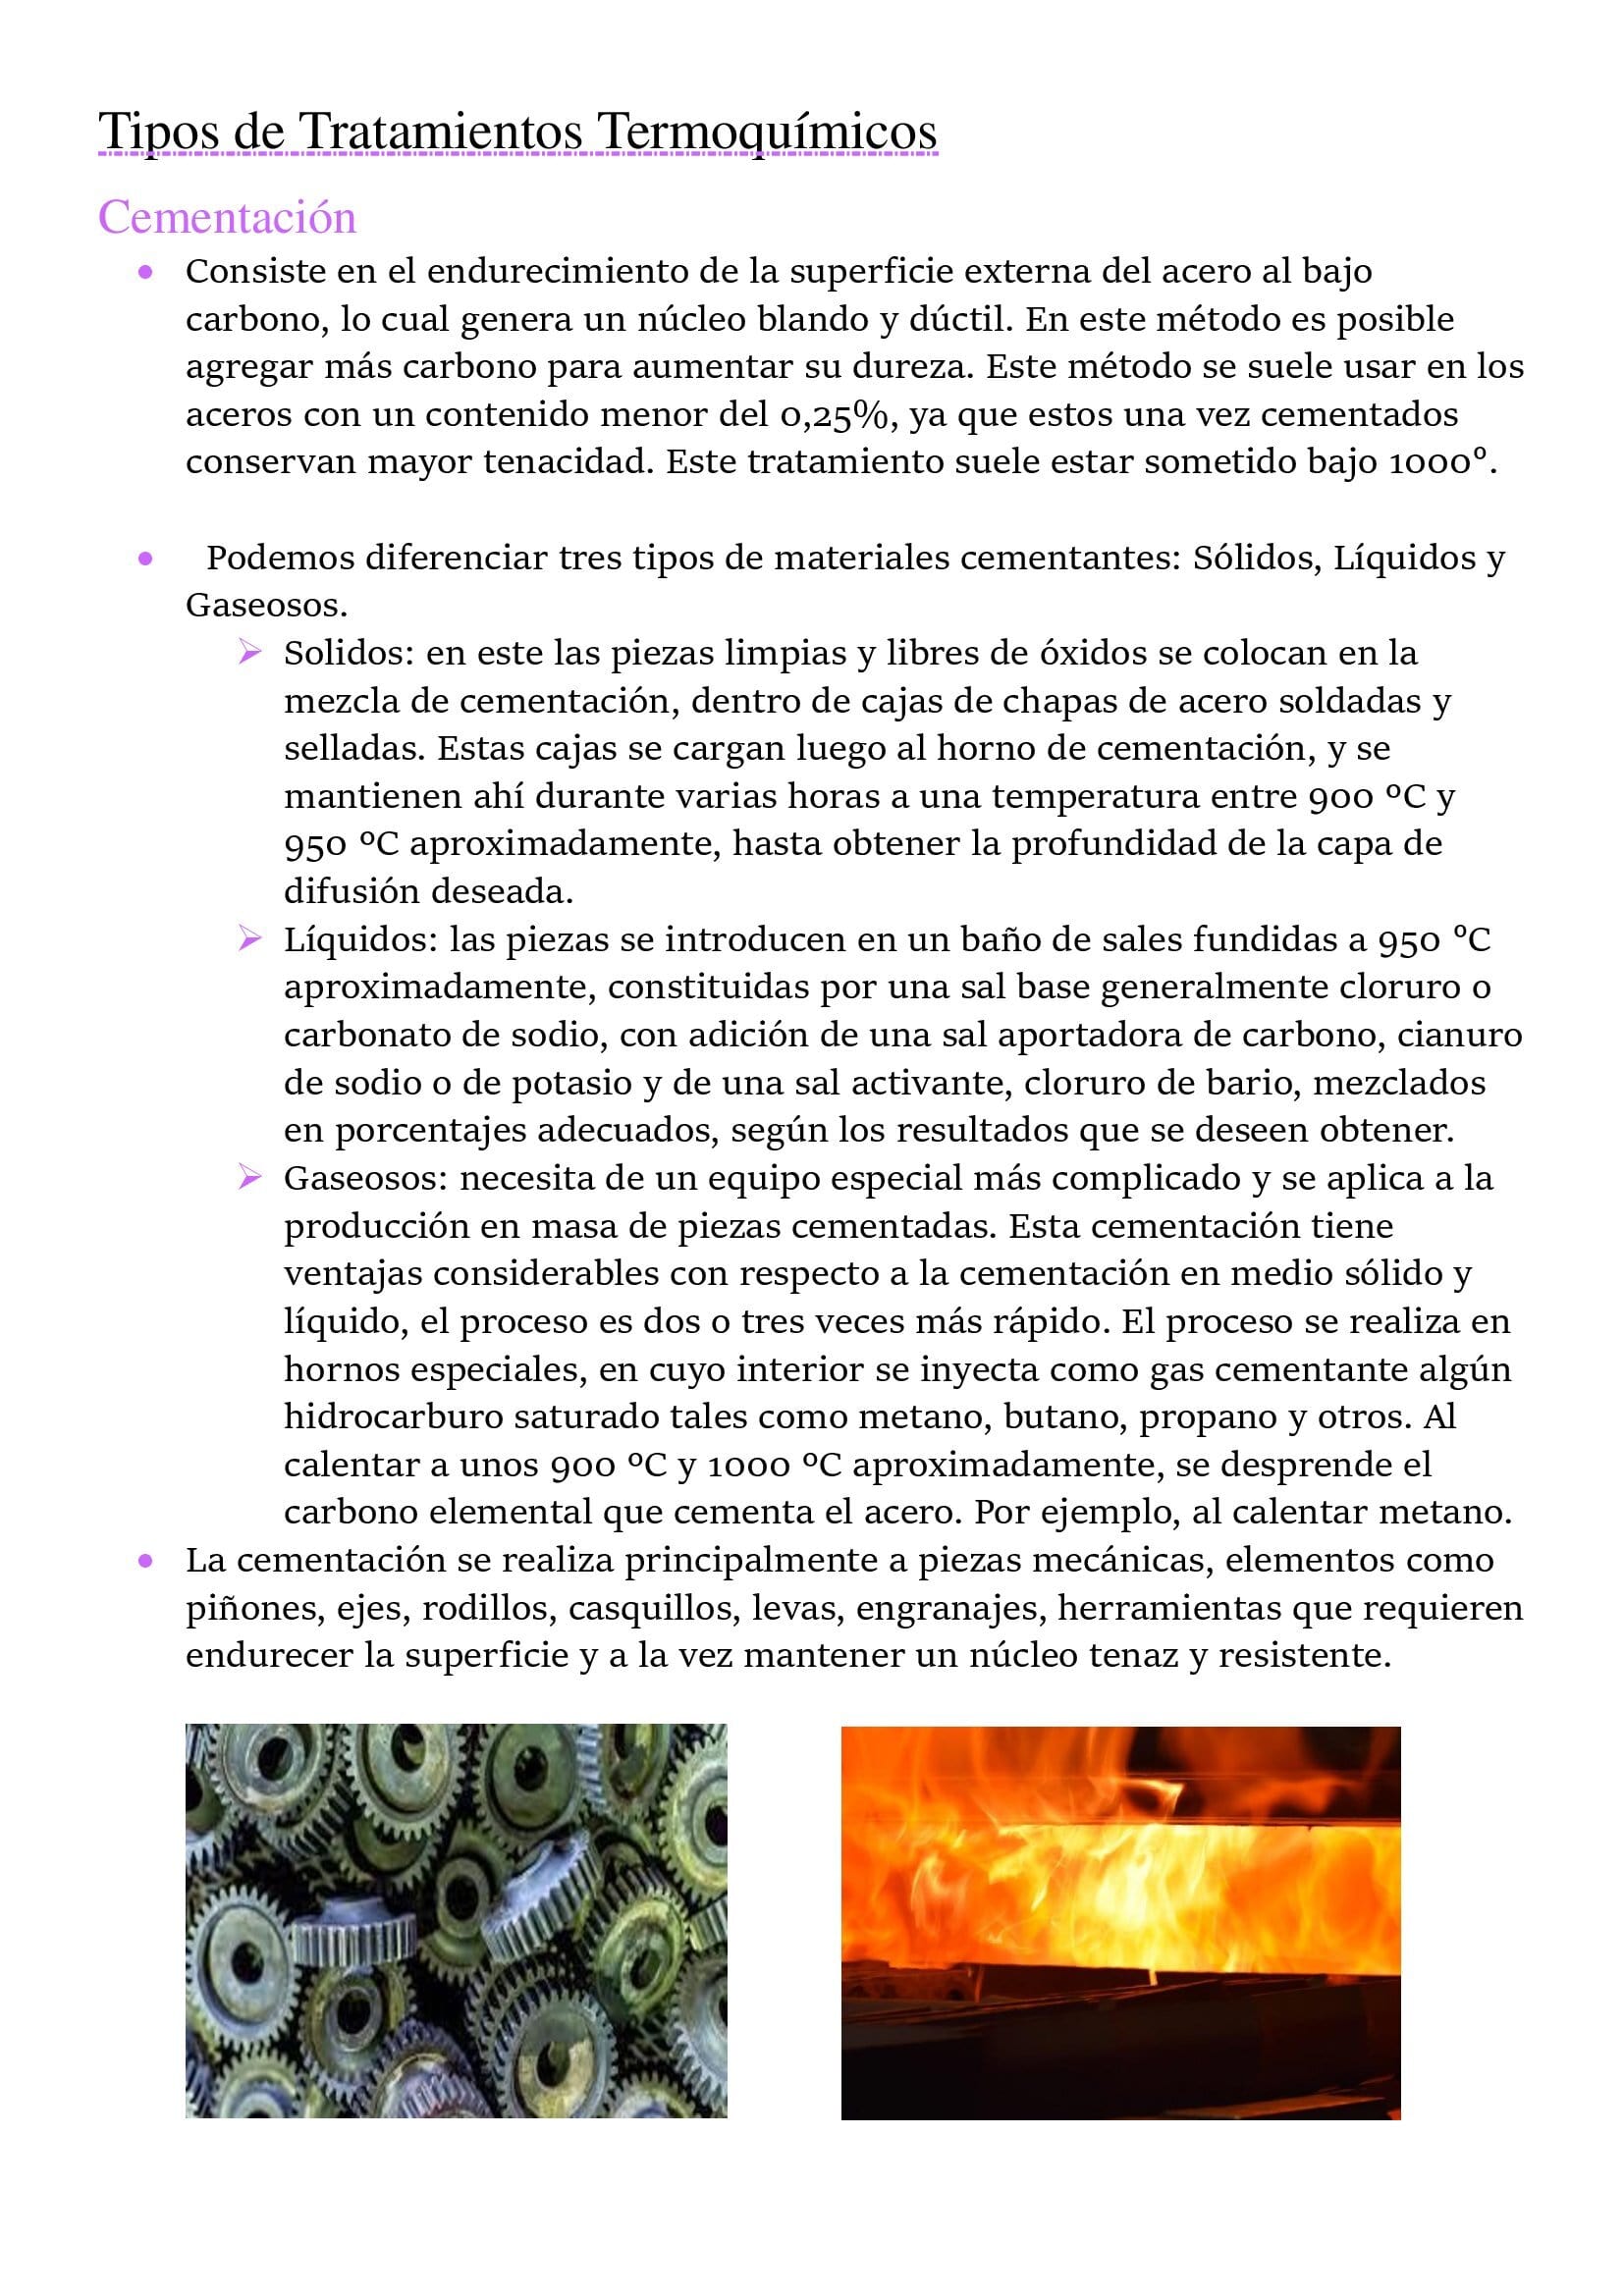 Tipos de Tratamientos Termoquímicos
Cementación
• Consiste en el endurecimiento de la superficie externa del acero al bajo
carbono, lo cual genera un núcleo blando y dúctil. En este método es posible
agregar más carbono para aumentar su dureza. Este método se suele usar en los
aceros con un contenido menor del 0,25%, ya que estos una vez cementados
conservan mayor tenacidad. Este tratamiento suele estar sometido bajo 1000º.
• Podemos diferenciar tres tipos de materiales cementantes: Sólidos, Líquidos y
Gaseosos.
➢ Solidos: en este las piezas limpias y libres de óxidos se colocan en la
mezcla de cementación, dentro de cajas de chapas de acero soldadas y
selladas. Estas cajas se cargan luego al horno de cementación, y se
mantienen ahí durante varias horas a una temperatura entre 900 ºC y
950 ºC aproximadamente, hasta obtener la profundidad de la capa de
difusión deseada.
➢ Líquidos: las piezas se introducen en un baño de sales fundidas a 950 ºC
aproximadamente, constituidas por una sal base generalmente cloruro o
carbonato de sodio, con adición de una sal aportadora de carbono, cianuro
de sodio o de potasio y de una sal activante, cloruro de bario, mezclados
en porcentajes adecuados, según los resultados que se deseen obtener.
➢ Gaseosos: necesita de un equipo especial más complicado y se aplica a la
producción en masa de piezas cementadas. Esta cementación tiene
ventajas considerables con respecto a la cementación en medio sólido y
líquido, el proceso es dos o tres veces más rápido. El proceso se realiza en
hornos especiales, en cuyo interior se inyecta como gas cementante algún
hidrocarburo saturado tales como metano, butano, propano y otros. Al
calentar a unos 900 ºC y 1000 ºC aproximadamente, se desprende el
carbono elemental que cementa el acero. Por ejemplo, al calentar metano.
• La cementación se realiza principalmente a piezas mecánicas, elementos como
piñones, ejes, rodillos, casquillos, levas, engranajes, herramientas que requieren
endurecer la superficie y a la vez mantener un núcleo tenaz y resistente.